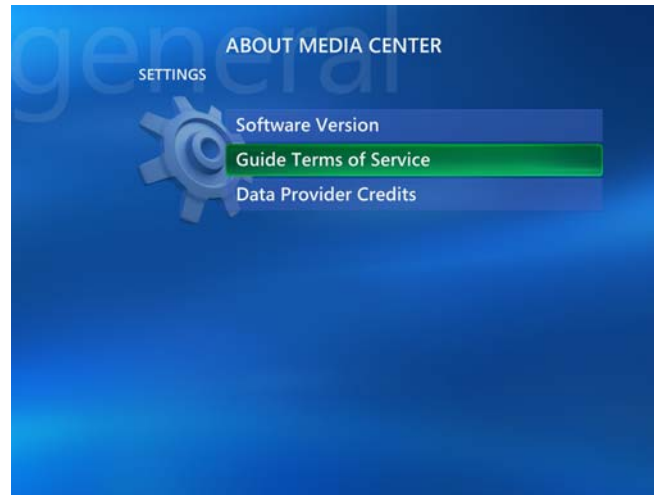 general
ABOUT MEDIA CENTER
SETTINGS
Software Version
Guide Terms of Service
Data Provider Credits